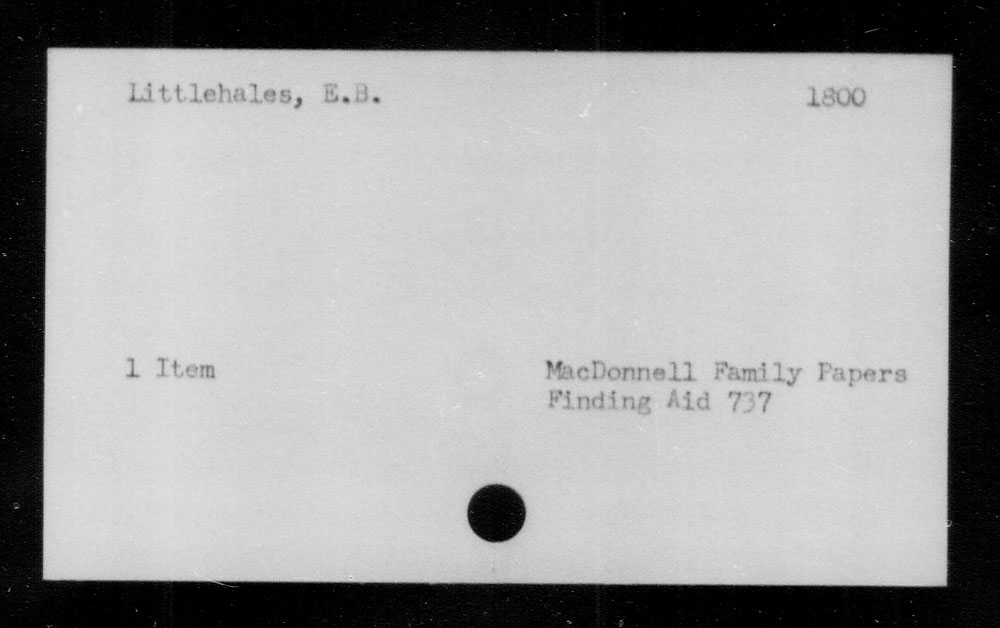 Littlehales, E.B. 1800
1 Item MacDonnell Family Papers
Finding Aid 737